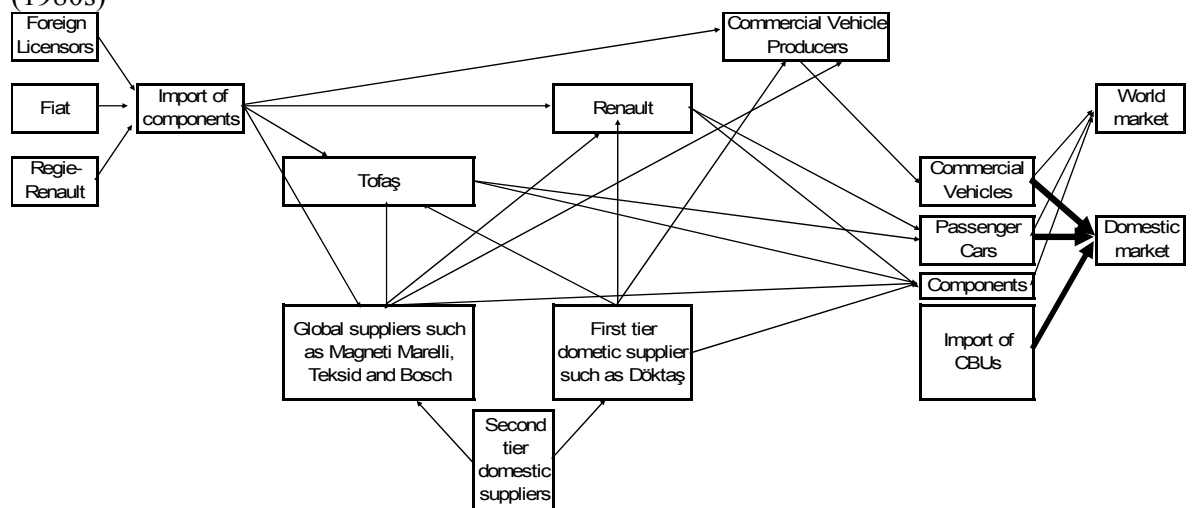 (1980s)
Foreign
Licensors
Commercial Vehicle
Producers
Fiat
Import of
components
Renault
World
market
Regie-
Renault
Tofaş
Commercial
Vehicles
Passenger
Cars
Domestic
market
Components
Global suppliers such
as Magneti Marelli,
Teksid and Bosch
First tier
dometic supplier
such as Döktaş
Import of
CBUs
Second
tier
domestic
suppliers